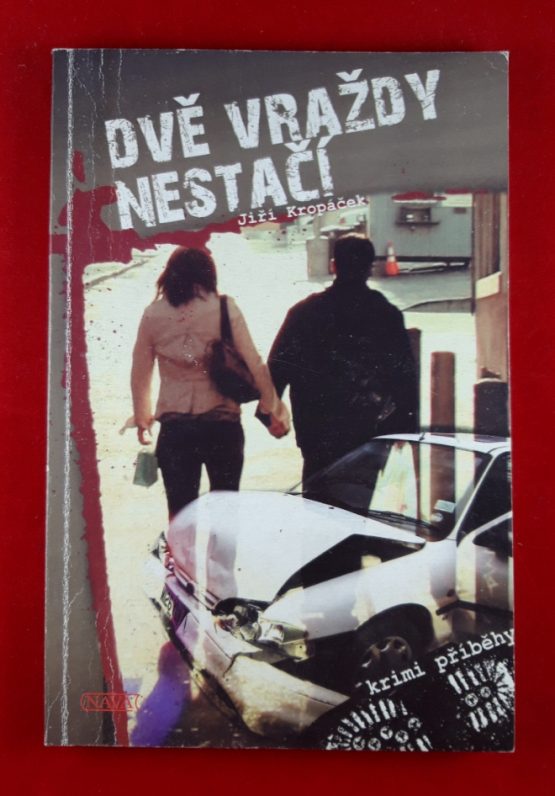 DVĚ VRAŽDY
NESTAČÍ
Jiří Kropáček
krimi příběhy
NAVA